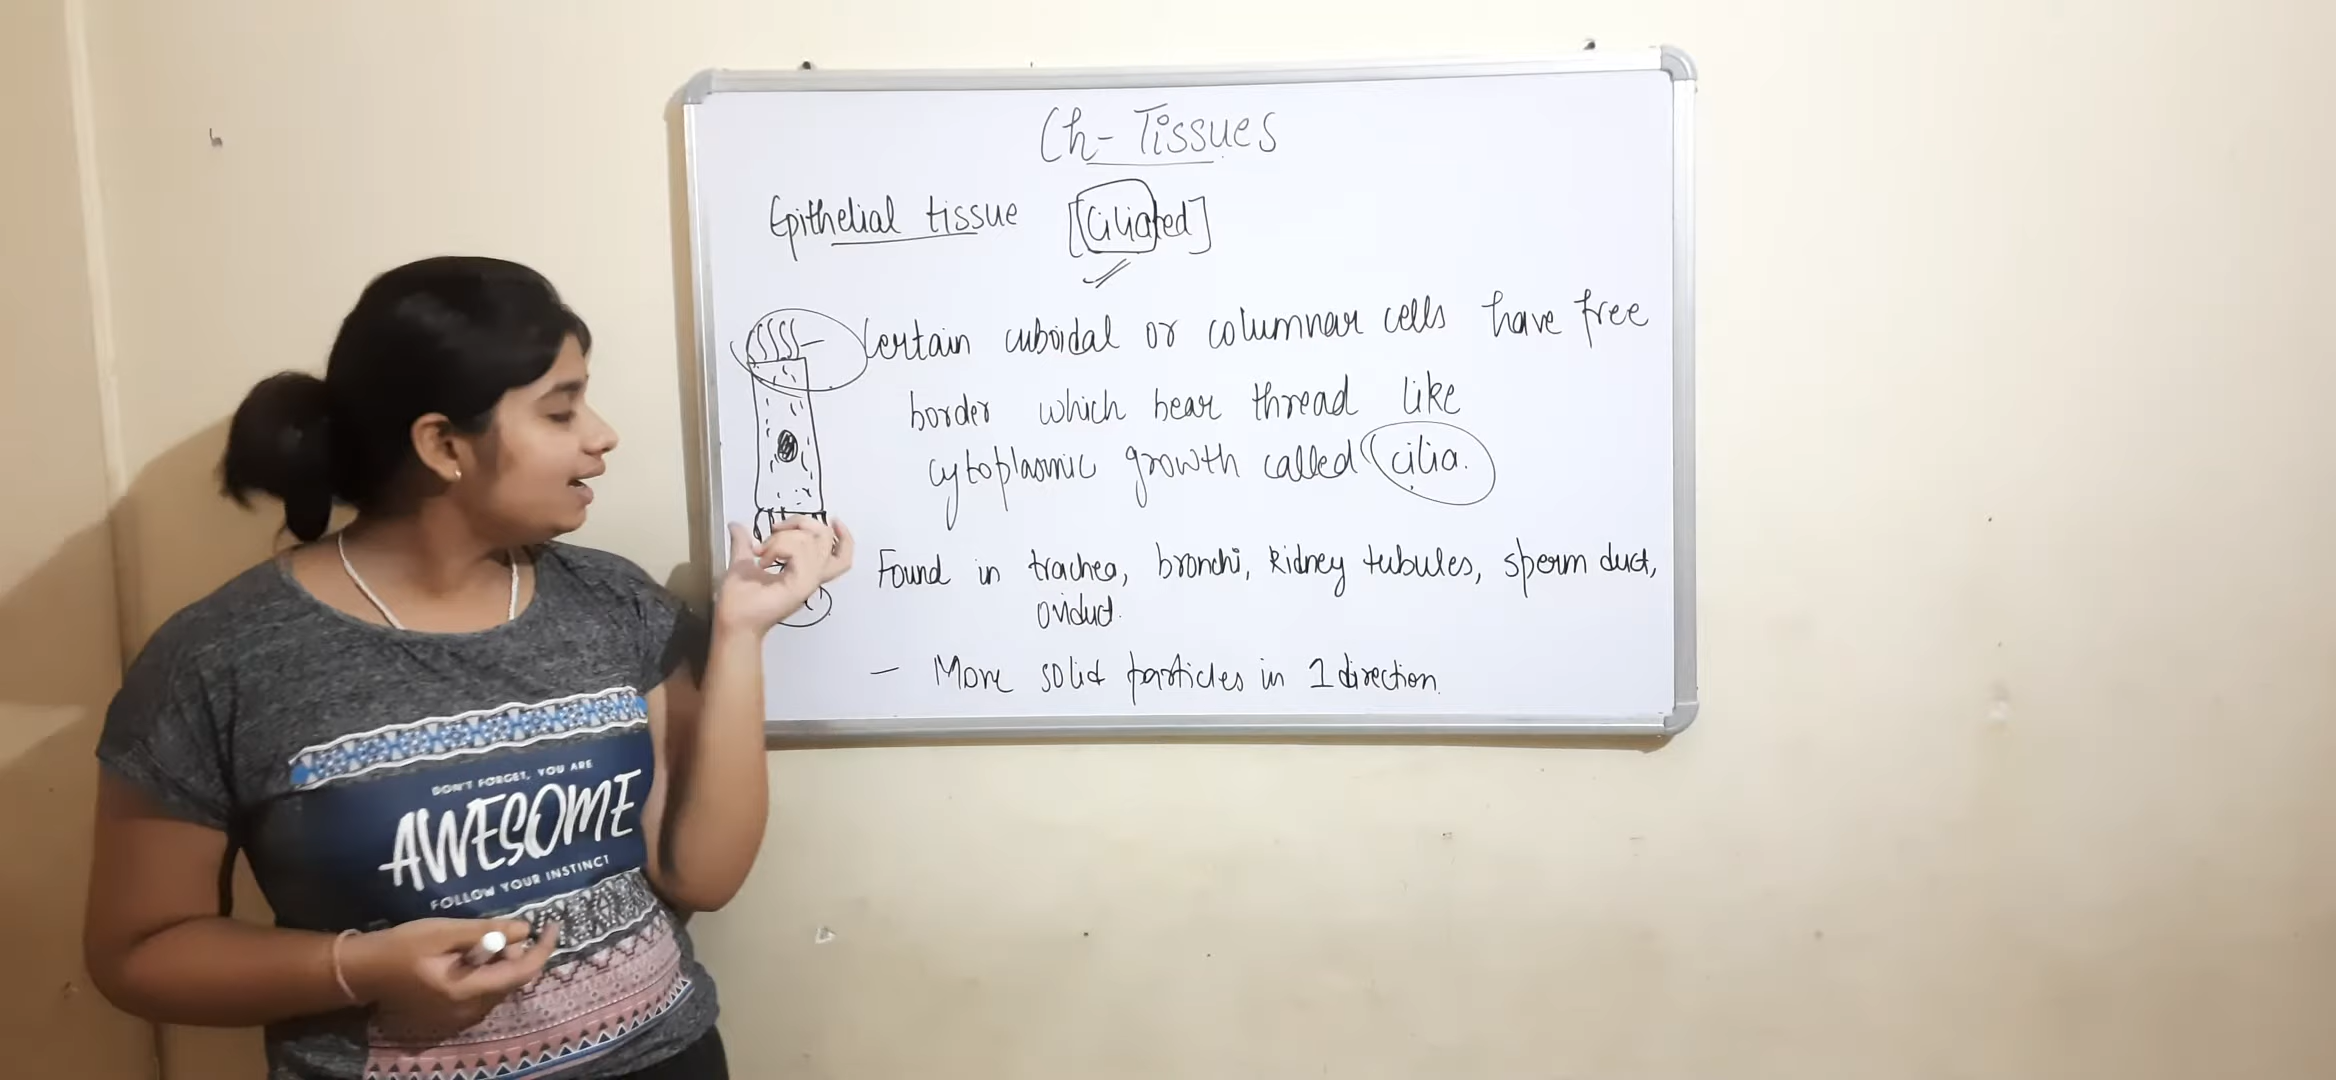 Ch- Tissues
Epithelial tissue [Ciliated]
Certain cuboidal or columnar cells have free
border which bear thread like
cytoplasmic growth called cilia.
Found in trachea, bronchi, kidney tubules, sperm duct,
oviduct.
- Move solid particles in 1 direction.
DON'T FORGET, YOU ARE
AWESOME
FOLLOW YOUR INSTINCT